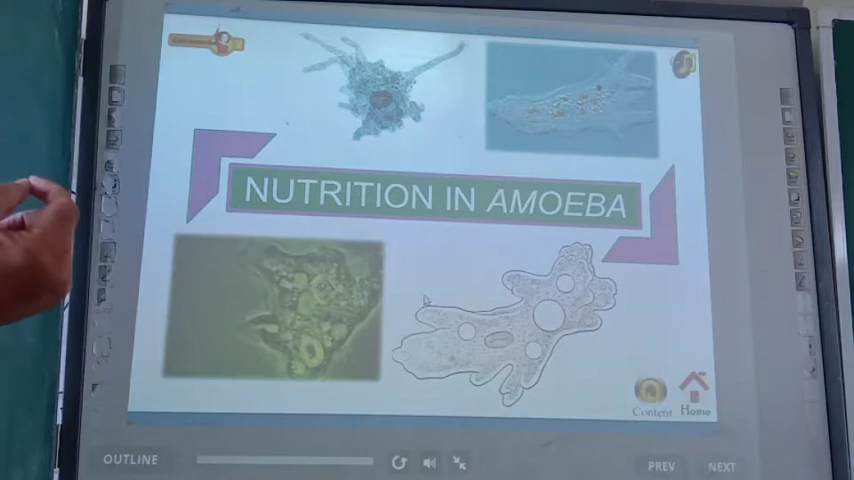 NUTRITION IN AMOEBA
Content
Home
OUTLINE
PREV
NEXT